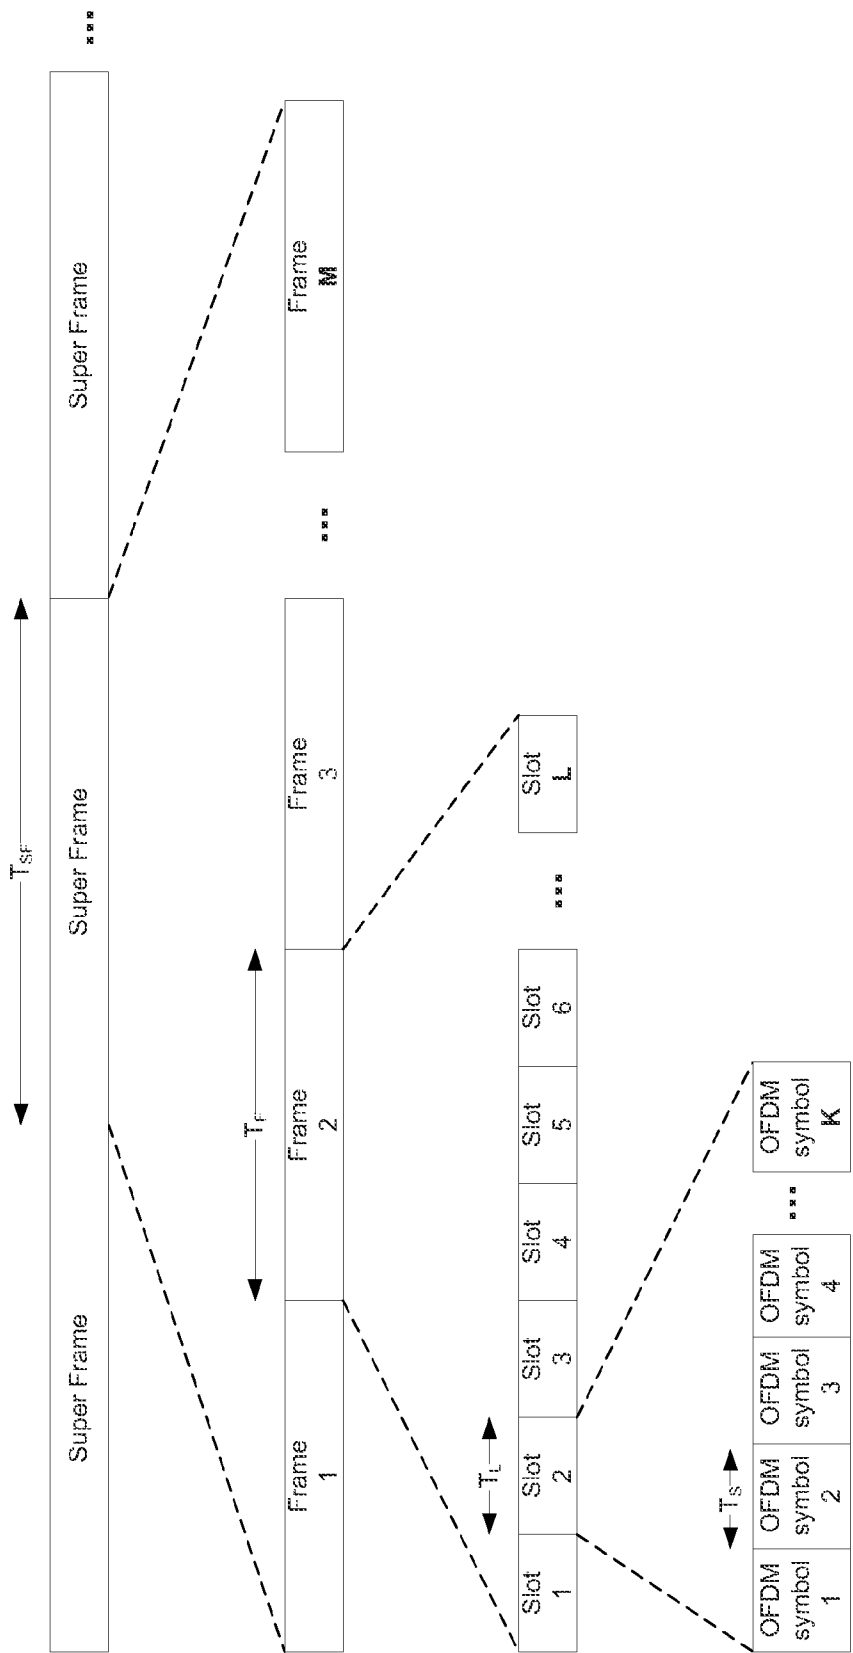 T_SF
Super Frame
Super Frame
Super Frame
...
T_F
Frame
1
Frame
2
Frame
3
...
Frame
M
T_L
Slot
1
Slot
2
Slot
3
Slot
4
Slot
5
Slot
6
...
Slot
L
T_S
OFDM
symbol
1
OFDM
symbol
2
OFDM
symbol
3
OFDM
symbol
4
...
OFDM
symbol
K